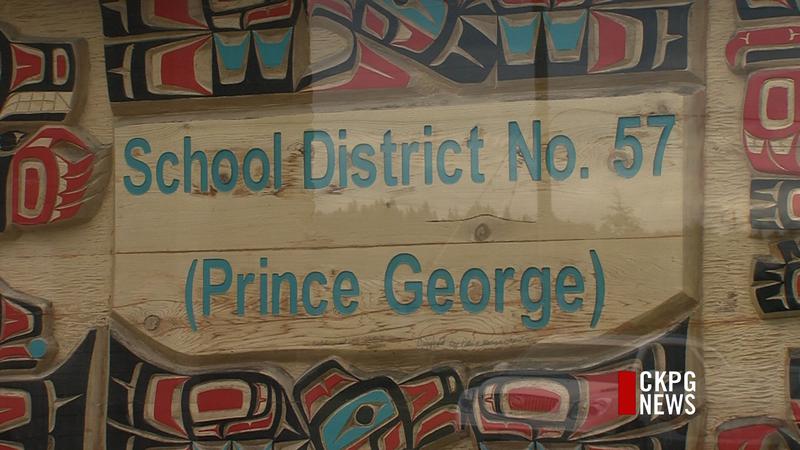 School District No. 57
(Prince George)
CKPG
NEWS